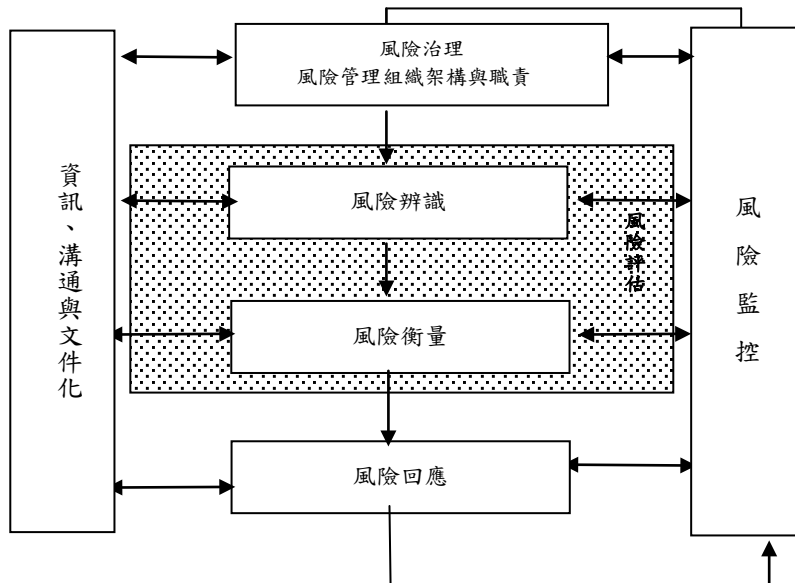 風險治理
風險管理組織架構與職責
資訊、溝通與文件化
風險辨識
風險評估
風險監控
風險衡量
風險回應